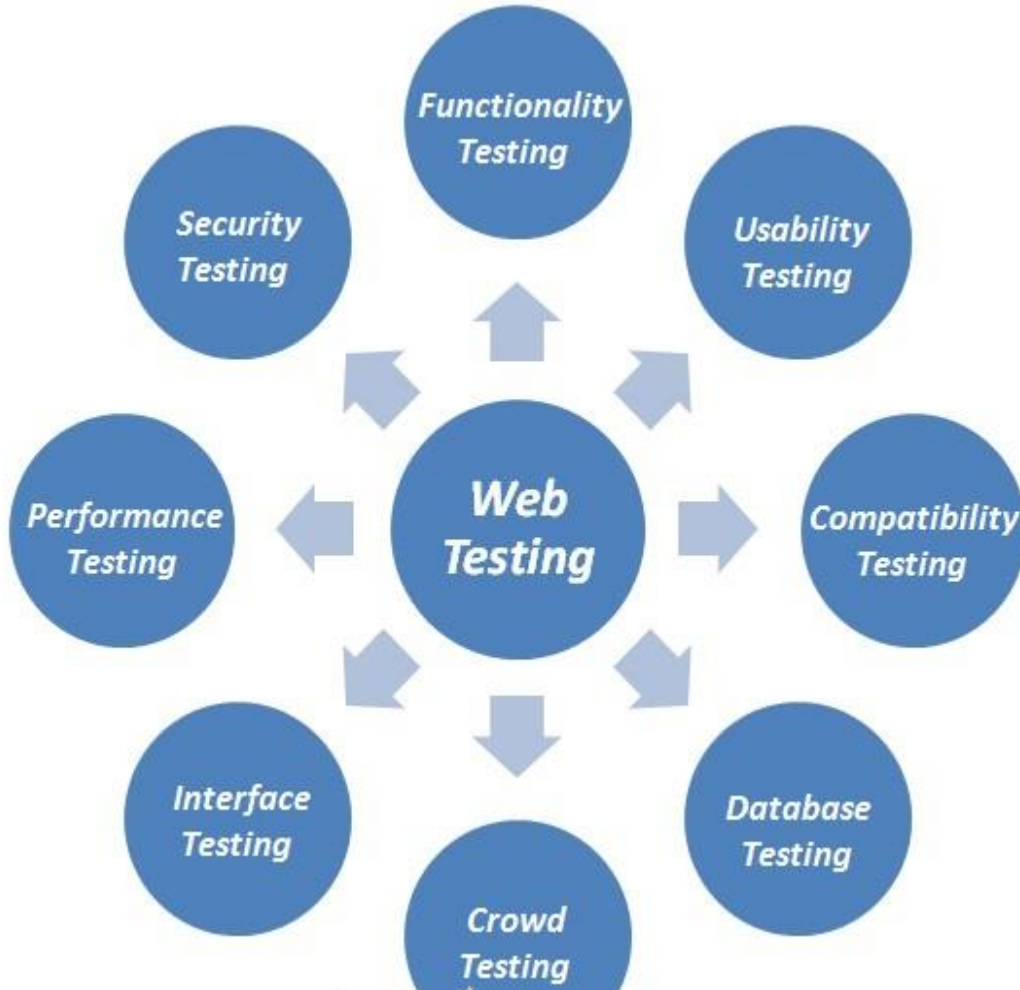 Functionality
Testing
Usability
Testing
Compatibility
Testing
Database
Testing
Crowd
Testing
Interface
Testing
Performance
Testing
Security
Testing
Web
Testing